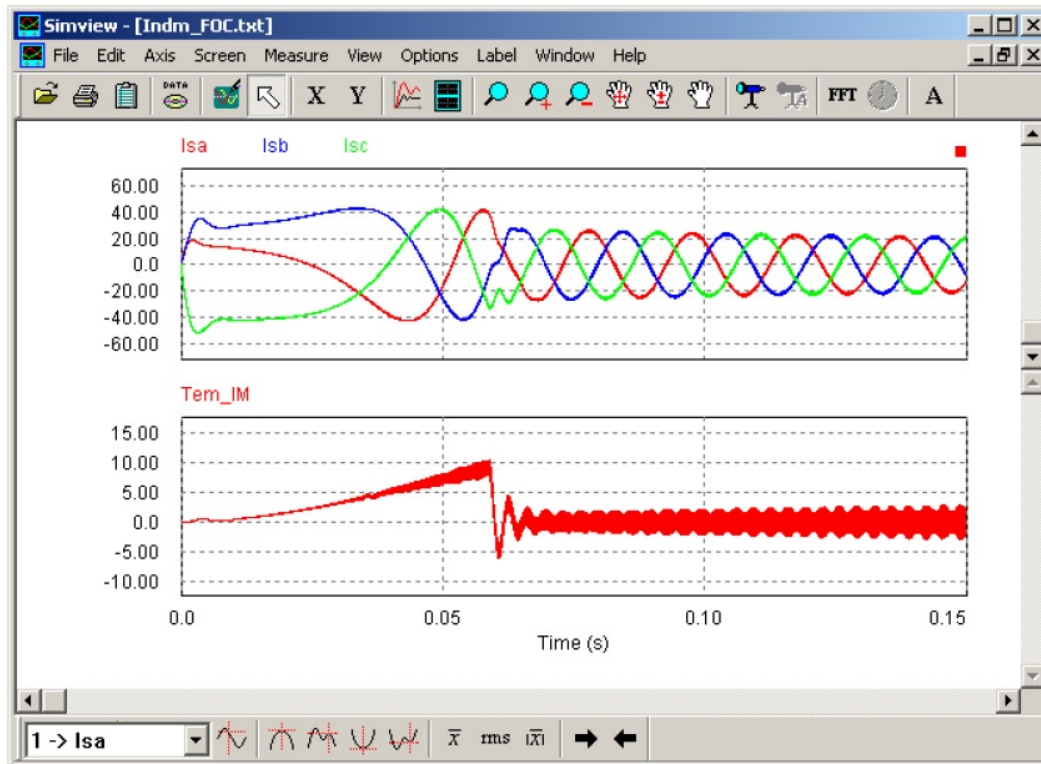 Simview - [Indm_FOC.txt]
File Edit Axis Screen Measure View Options Label Window Help
DATA X Y FFT A
Isa Isb Isc
60.00
40.00
20.00
0.0
-20.00
-40.00
-60.00
Tem_IM
15.00
10.00
5.00
0.0
-5.00
-10.00
0.0 0.05 0.10 0.15
Time (s)
1 -> Isa x rms |x|